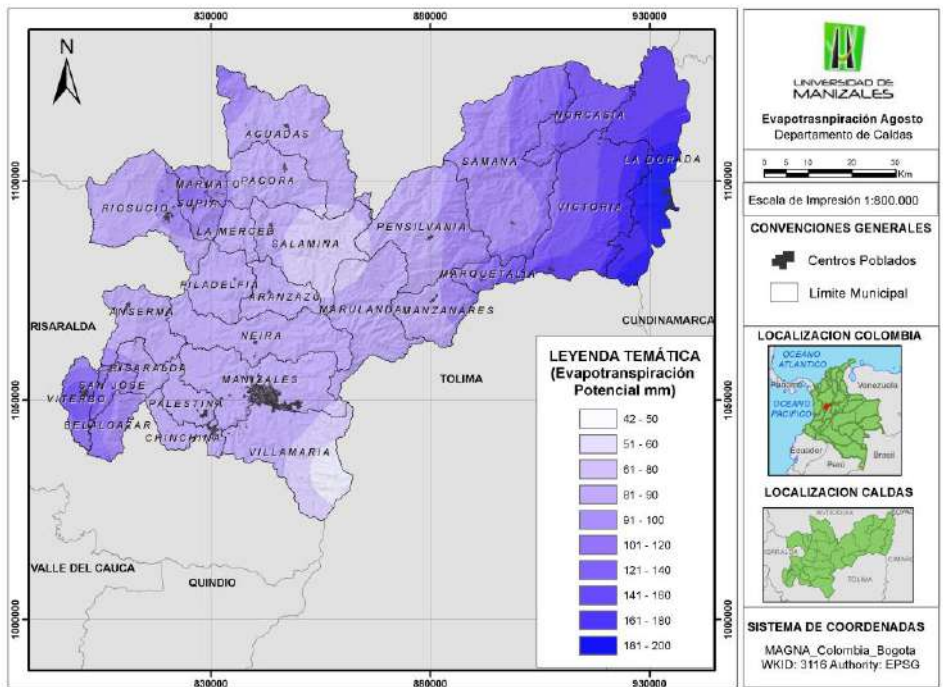 830000
880000
930000
N
AGUADAS
NORCASIA
LA DORADA
SAMANA
MARMATO
PACORA
SUPIA
RIOSUCIO
VICTORIA
LA MERCED
PENSILVANIA
SALAMINA
MARQUETALIA
FILADELFIA
ARANZAZU
MARULANDA
MANZANARES
ANSERMA
NEIRA
RISARALDA
CUNDINAMARCA
RISARALDA
MANIZALES
SAN JOSE
VITERBO
PALESTINA
TOLIMA
BELALCAZAR
CHINCHINA
VILLAMARIA
VALLE DEL CAUCA
QUINDIO
1100000
1050000
1000000
1100000
1050000
1000000
830000
880000
930000
LEYENDA TEMÁTICA
(Evapotranspiración
Potencial mm)
42 - 50
51 - 60
61 - 80
81 - 90
91 - 100
101 - 120
121 - 140
141 - 160
161 - 180
181 - 200
UNIVERSIDAD DE
MANIZALES
Evapotrasnpiración Agosto
Departamento de Caldas
0 5 10 20 30
Km
Escala de Impresión 1:800.000
CONVENCIONES GENERALES
Centros Poblados
Límite Municipal
LOCALIZACION COLOMBIA
OCEANO
ATLANTICO
Panamá
Venezuela
OCEANO
PACIFICO
Ecuador
Perú
Brasil
LOCALIZACION CALDAS
TOLIMA
SISTEMA DE COORDENADAS
MAGNA_Colombia_Bogota
WKID: 3116 Authority: EPSG